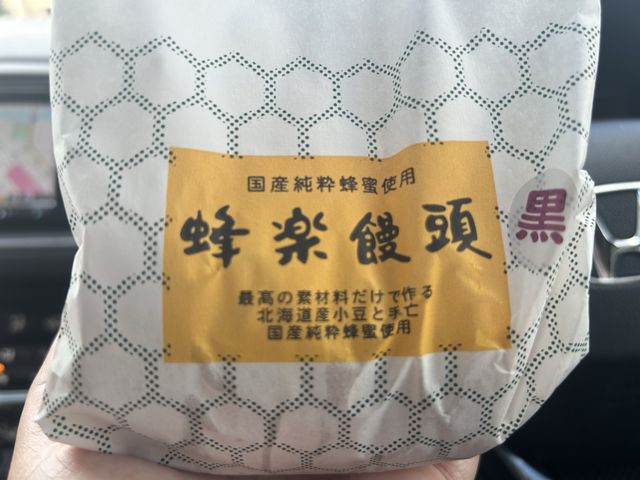 国産純粋蜂蜜使用
蜂楽饅頭
黒
最高の素材料だけで作る
北海道産小豆と手亡
国産純粋蜂蜜使用